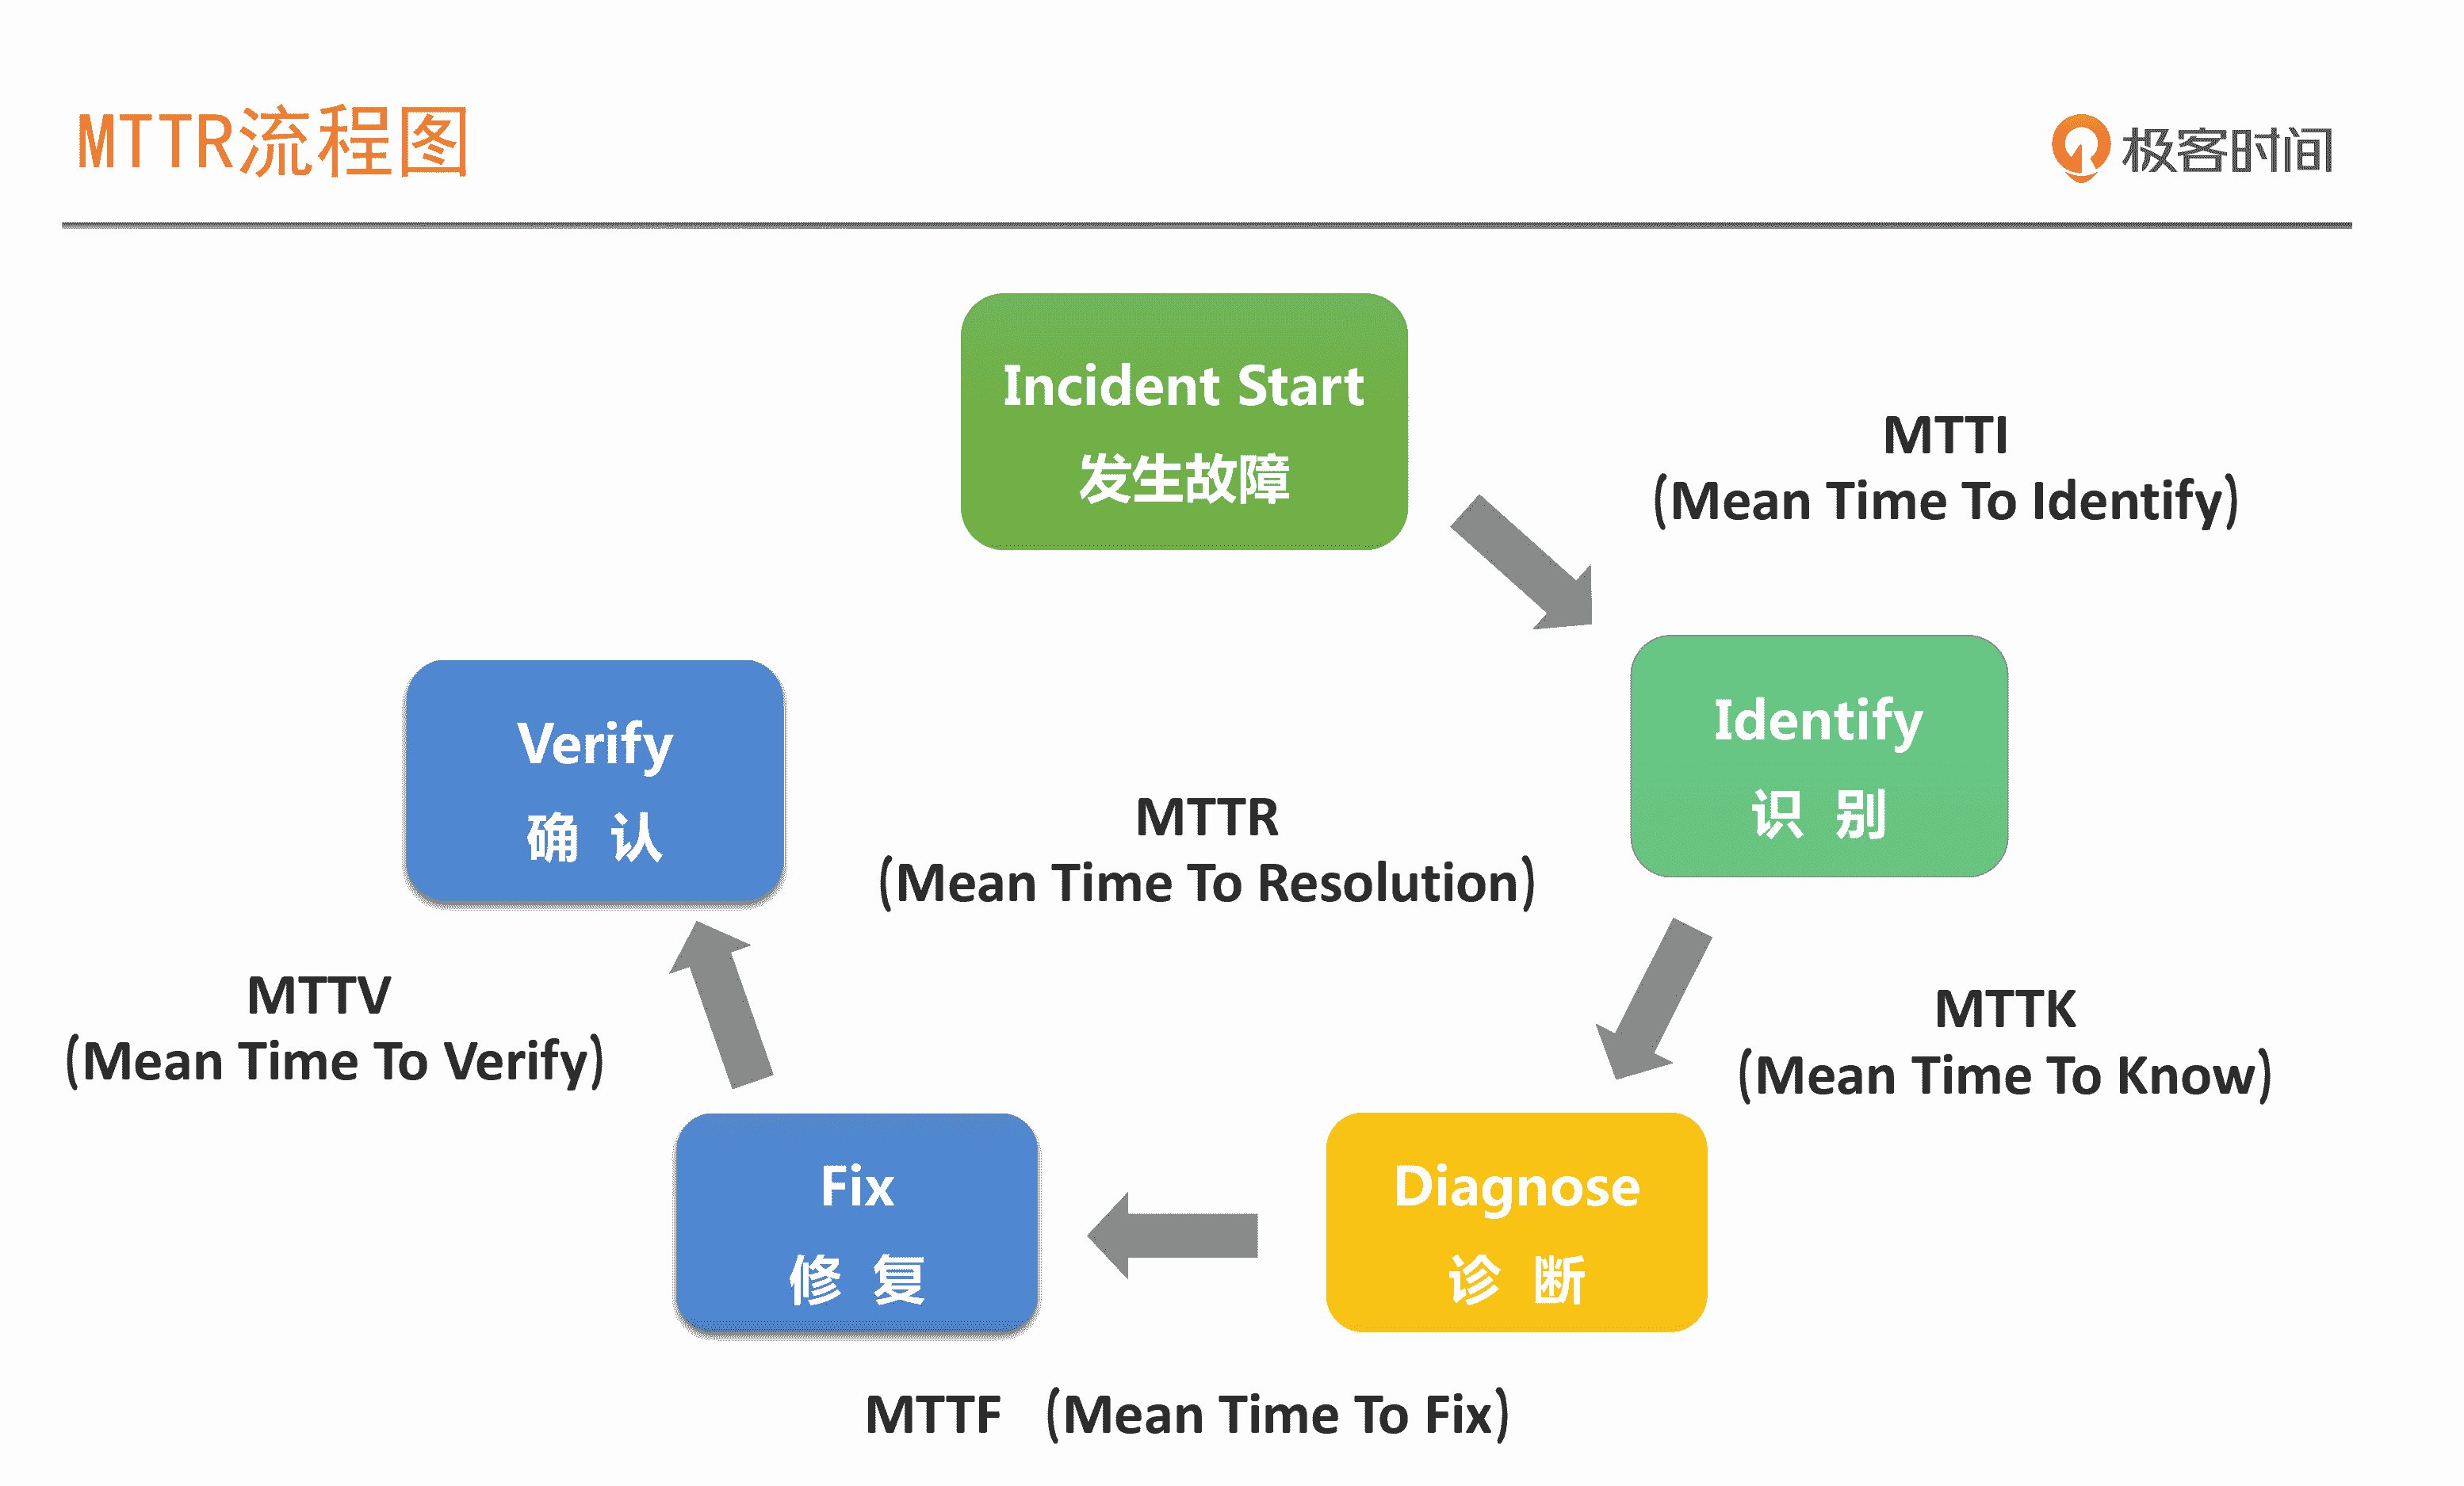 MTTR流程图
极客时间
Incident Start
发生故障
MTTI
(Mean Time To Identify)
Identify
识 别
Verify
确 认
MTTR
(Mean Time To Resolution)
MTTV
(Mean Time To Verify)
MTTK
(Mean Time To Know)
Fix
修 复
Diagnose
诊 断
MTTF (Mean Time To Fix)